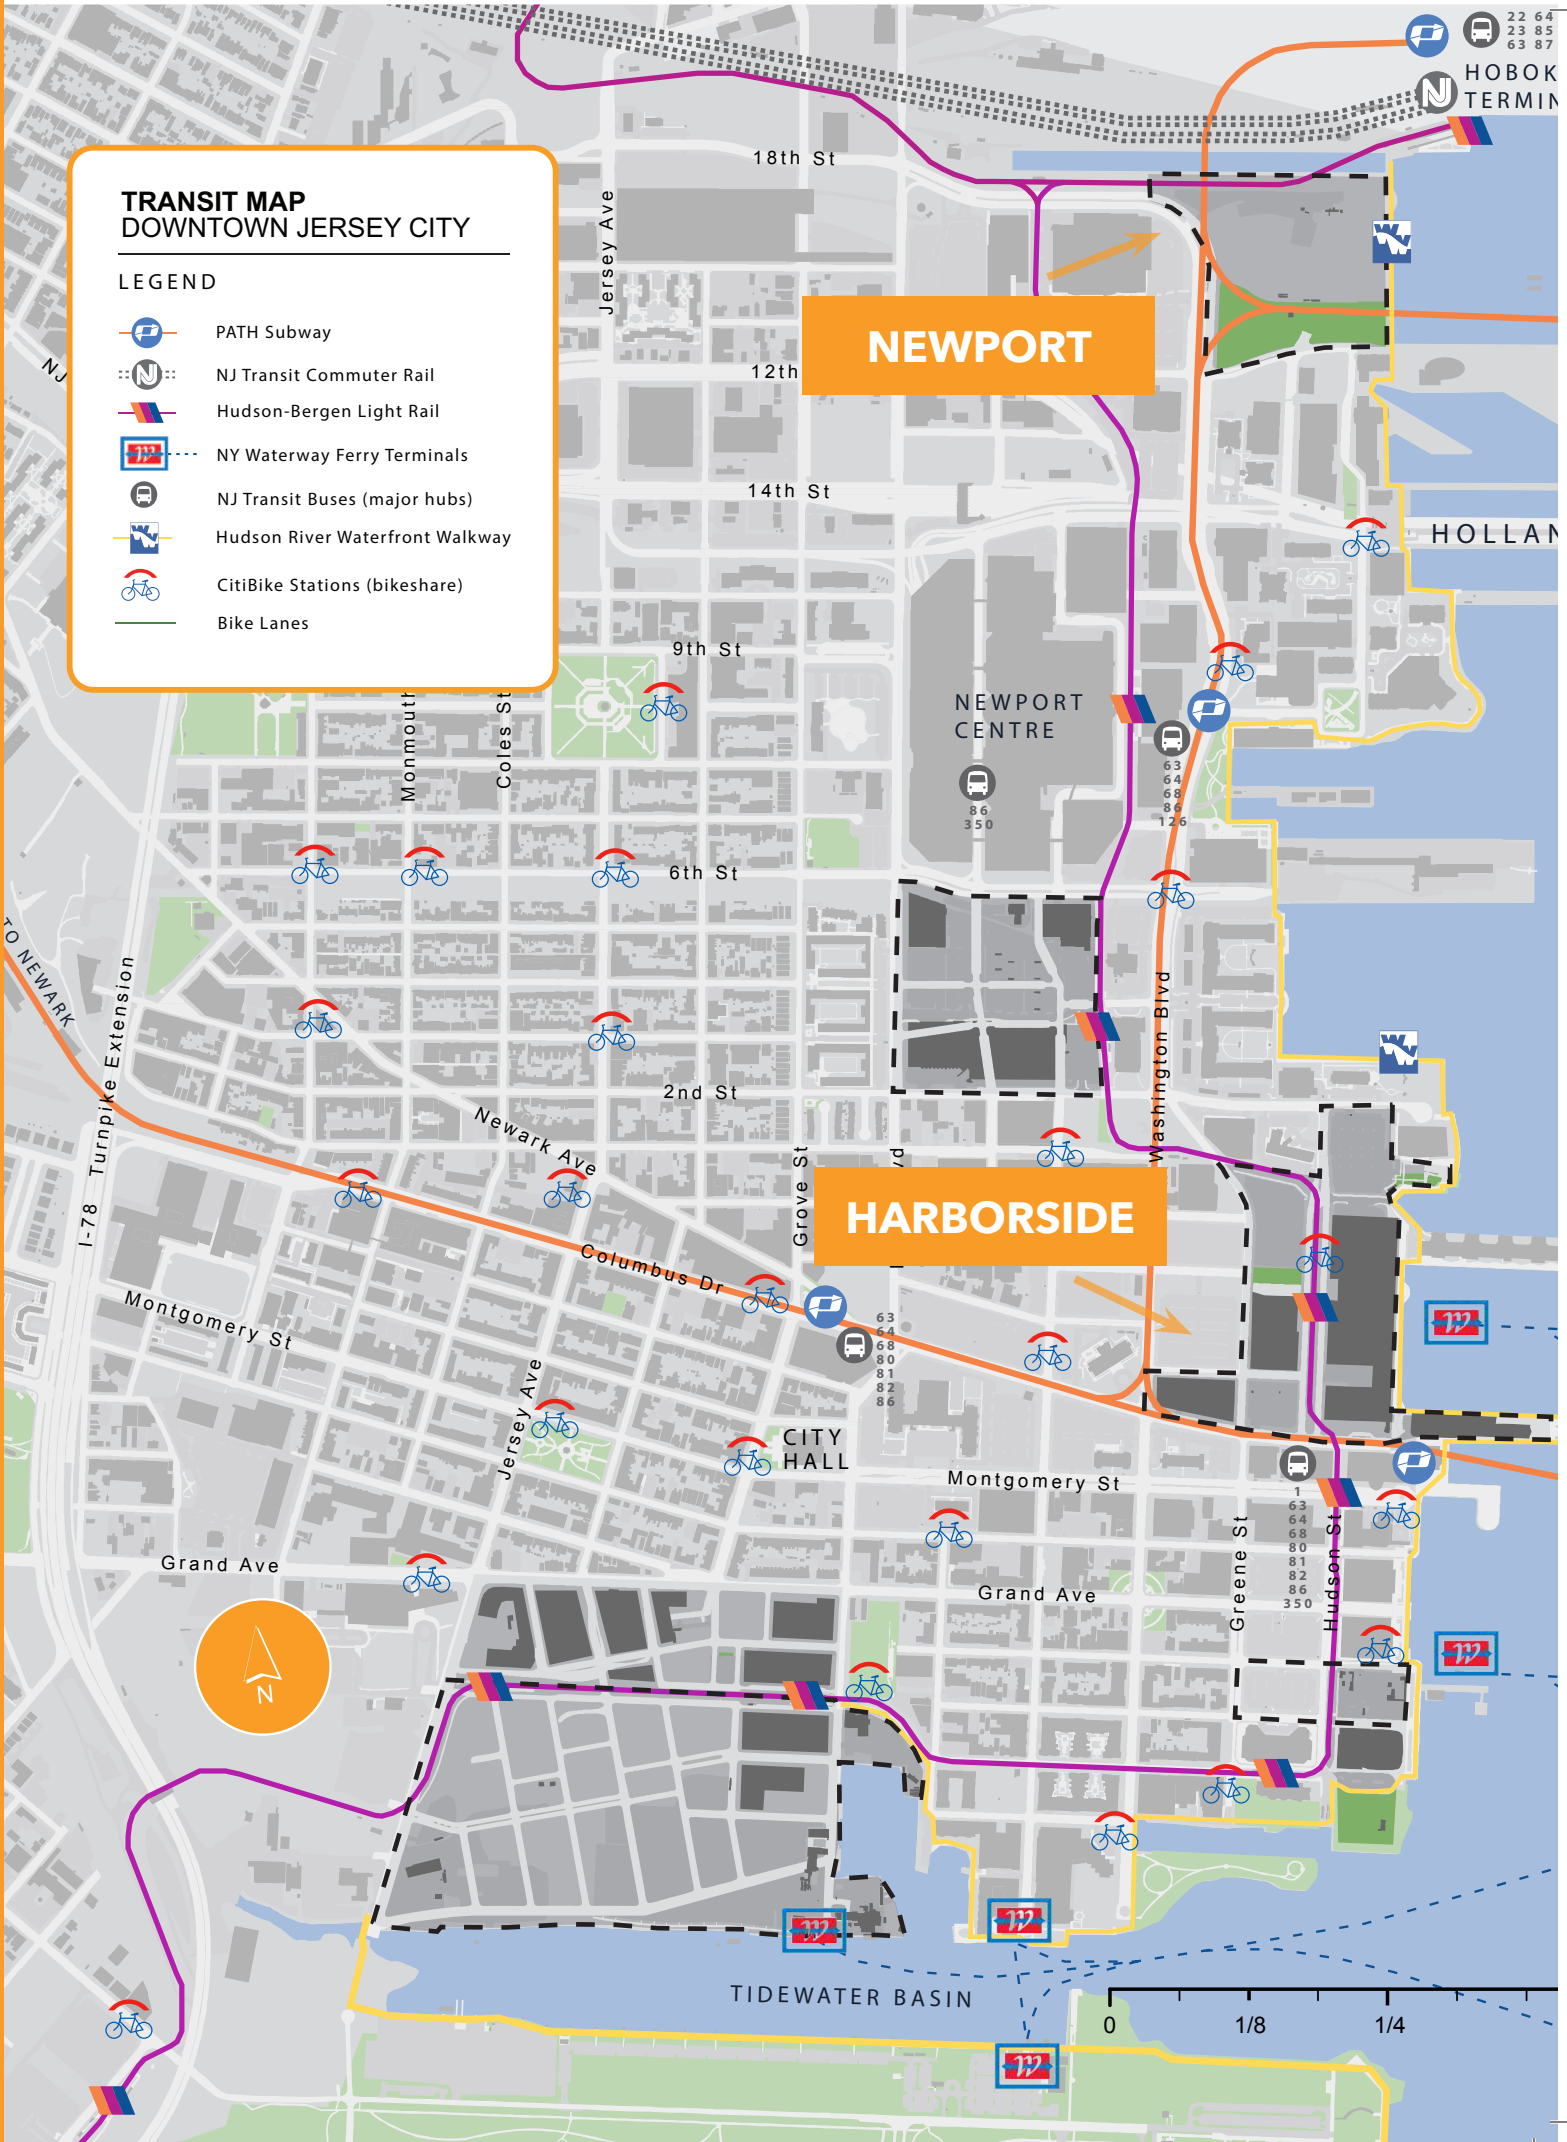 22 64
23 85
63 87
HOBOK
TERMIN
18th St
TRANSIT MAP
DOWNTOWN JERSEY CITY
LEGEND
PATH Subway
NJ Transit Commuter Rail
Hudson-Bergen Light Rail
NY Waterway Ferry Terminals
NJ Transit Buses (major hubs)
Hudson River Waterfront Walkway
CitiBike Stations (bikeshare)
Bike Lanes
Jersey Ave
NEWPORT
NJ
12th
14th St
HOLLAN
9th St
Monmouth
Coles St
NEWPORT
CENTRE
86
350
63
64
68
86
126
6th St
TO NEWARK
I-78 Turnpike Extension
Washington Blvd
2nd St
Newark Ave
Grove St
vd
HARBORSIDE
Columbus Dr
Montgomery St
63
64
68
80
81
82
86
Jersey Ave
CITY
HALL
Montgomery St
1
63
64
68
80
81
82
86
350
Greene St
Hudson St
Grand Ave
Grand Ave
N
TIDEWATER BASIN
0 1/8 1/4